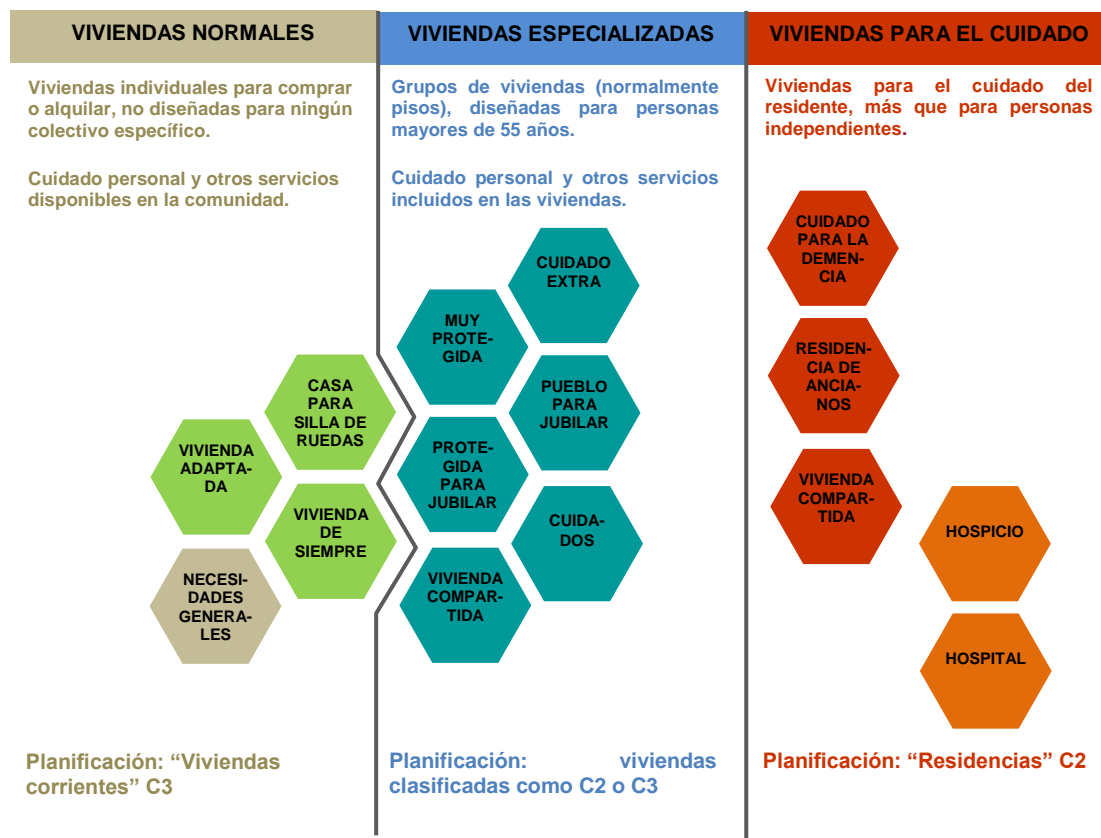 VIVIENDAS NORMALES
Viviendas individuales para comprar
o alquilar, no diseñadas para ningún
colectivo específico.
Cuidado personal y otros servicios
disponibles en la comunidad.
CASA
PARA
SILLA DE
RUEDAS
VIVIENDA
ADAPTA-
DA
VIVIENDA
DE
SIEMPRE
NECESI-
DADES
GENERA-
LES
Planificación: “Viviendas
corrientes” C3
VIVIENDAS ESPECIALIZADAS
Grupos de viviendas (normalmente
pisos), diseñadas para personas
mayores de 55 años.
Cuidado personal y otros servicios
incluidos en las viviendas.
CUIDADO
EXTRA
MUY
PROTE-
GIDA
PUEBLO
PARA
JUBILAR
PROTE-
GIDA
PARA
JUBILAR
CUIDA-
DOS
VIVIENDA
COMPAR-
TIDA
Planificación: viviendas
clasificadas como C2 o C3
VIVIENDAS PARA EL CUIDADO
Viviendas para el cuidado del
residente, más que para personas
independientes.
CUIDADO
PARA LA
DEMEN-
CIA
RESIDEN-
CIA DE
ANCIA-
NOS
VIVIENDA
COMPAR-
TIDA
HOSPICIO
HOSPITAL
Planificación: “Residencias” C2